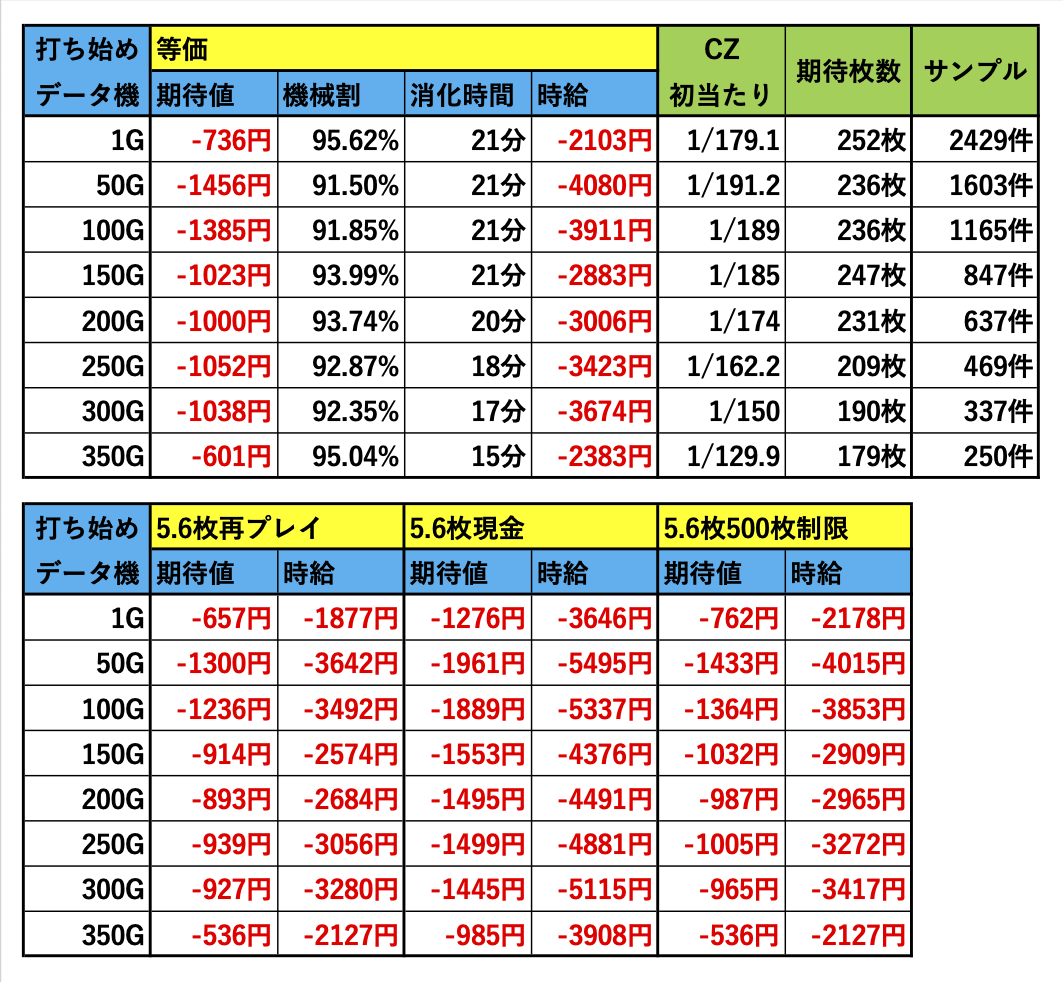 打ち始め 等価 CZ 期待枚数 サンプル
データ機 期待値 機械割 消化時間 時給 初当たり
1G -736円 95.62% 21分 -2103円 1/179.1 252枚 2429件
50G -1456円 91.50% 21分 -4080円 1/191.2 236枚 1603件
100G -1385円 91.85% 21分 -3911円 1/189 236枚 1165件
150G -1023円 93.99% 21分 -2883円 1/185 247枚 847件
200G -1000円 93.74% 20分 -3006円 1/174 231枚 637件
250G -1052円 92.87% 18分 -3423円 1/162.2 209枚 469件
300G -1038円 92.35% 17分 -3674円 1/150 190枚 337件
350G -601円 95.04% 15分 -2383円 1/129.9 179枚 250件
打ち始め 5.6枚再プレイ 5.6枚現金 5.6枚500枚制限
データ機 期待値 時給 期待値 時給 期待値 時給
1G -657円 -1877円 -1276円 -3646円 -762円 -2178円
50G -1300円 -3642円 -1961円 -5495円 -1433円 -4015円
100G -1236円 -3492円 -1889円 -5337円 -1364円 -3853円
150G -914円 -2574円 -1553円 -4376円 -1032円 -2909円
200G -893円 -2684円 -1495円 -4491円 -987円 -2965円
250G -939円 -3056円 -1499円 -4881円 -1005円 -3272円
300G -927円 -3280円 -1445円 -5115円 -965円 -3417円
350G -536円 -2127円 -985円 -3908円 -536円 -2127円